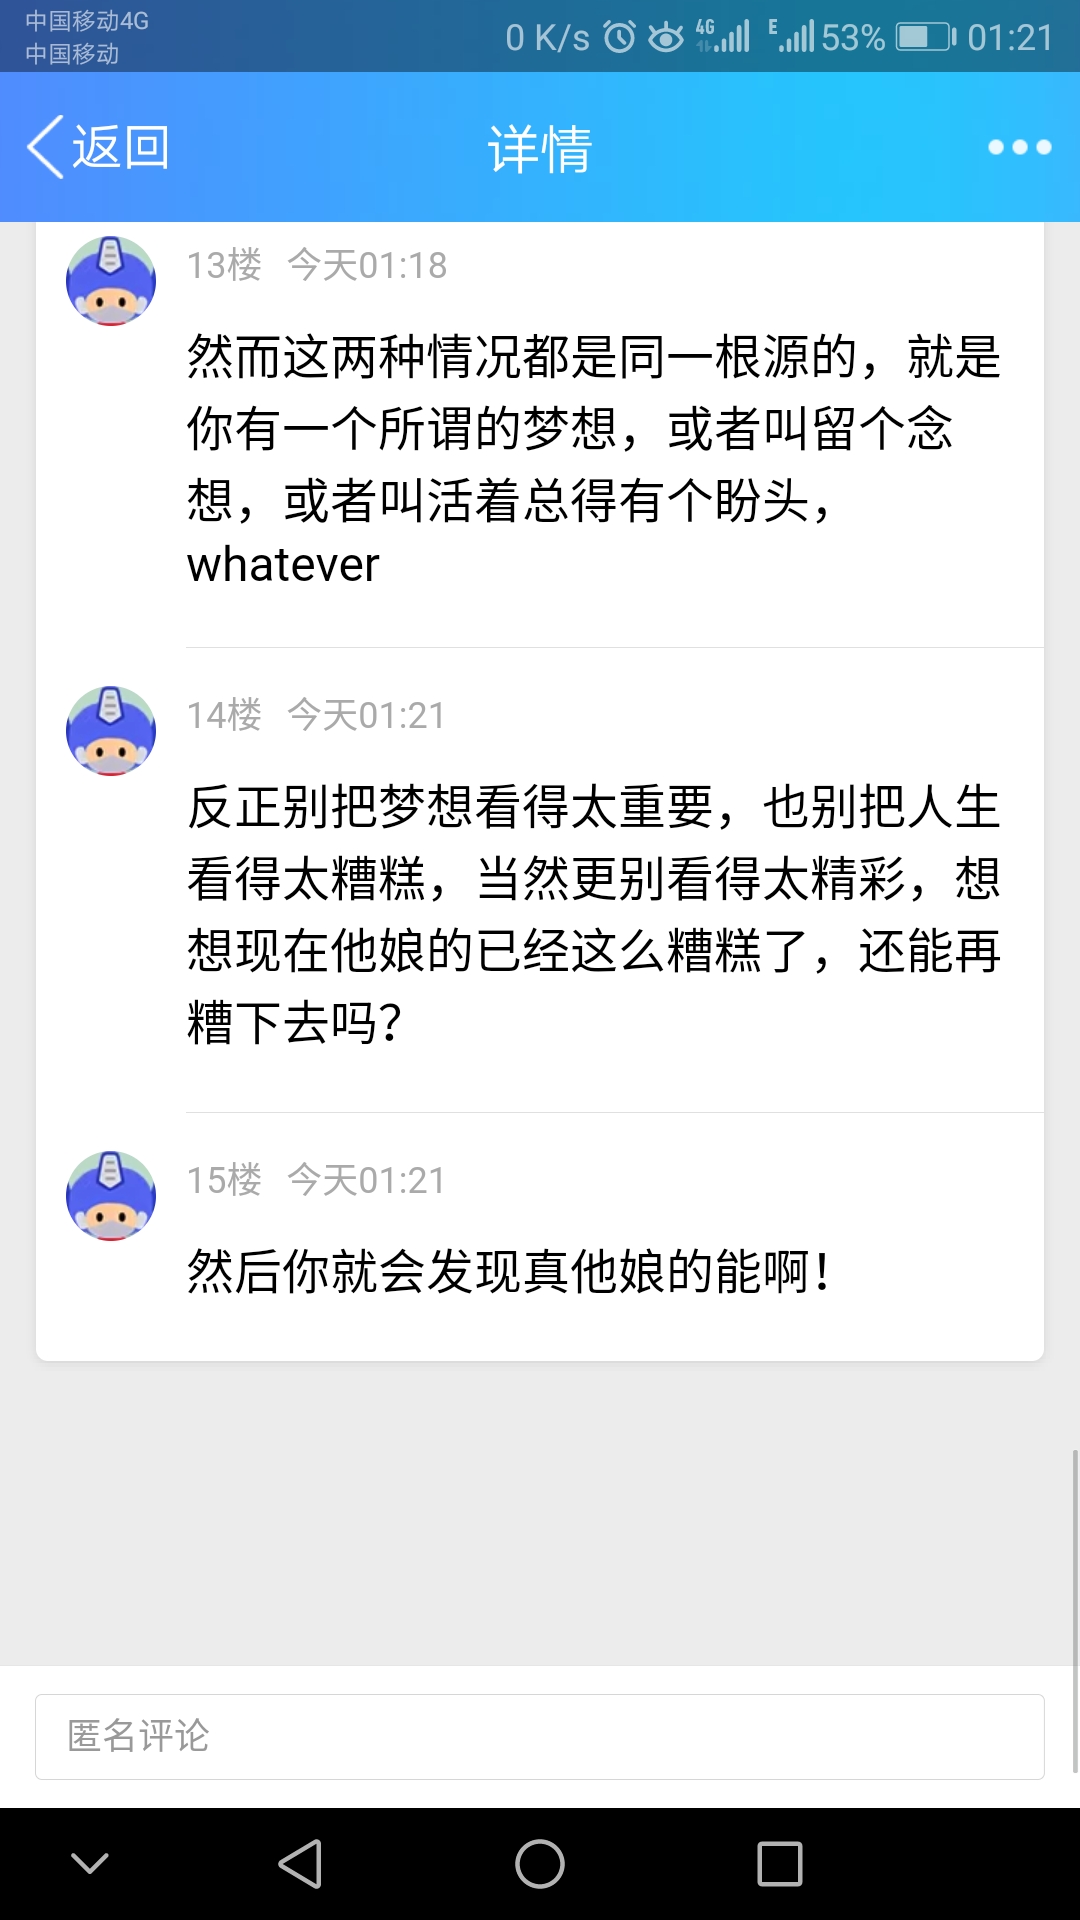 中国移动4G
中国移动
0 K/s 4G E 53% 01:21
返回 详情
13楼 今天01:18
然而这两种情况都是同一根源的，就是
你有一个所谓的梦想，或者叫留个念
想，或者叫活着总得有个盼头，
whatever
14楼 今天01:21
反正别把梦想看得太重要，也别把人生
看得太糟糕，当然更别看得太精彩，想
想现在他娘的已经这么糟糕了，还能再
糟下去吗？
15楼 今天01:21
然后你就会发现真他娘的能啊！
匿名评论